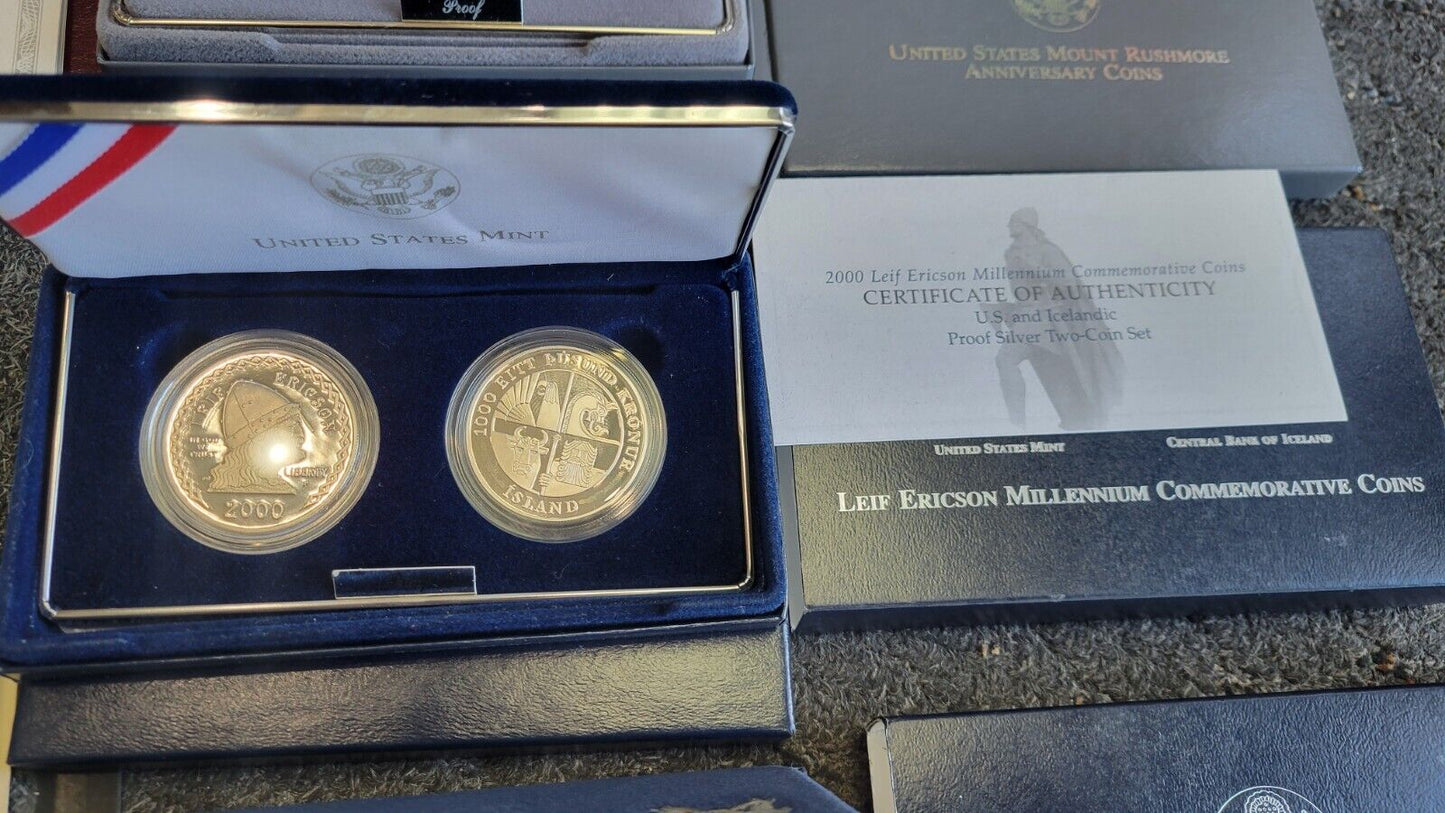 Proof
UNITED STATES MOUNT RUSHMORE
ANNIVERSARY COINS
UNITED STATES MINT
LEIF ERICSON
LIBERTY
2000
1000 EITT ÞÚSUND KRÓNUR
ÍSLAND
2000 Leif Ericson Millennium Commemorative Coins
CERTIFICATE OF AUTHENTICITY
U.S. and Icelandic
Proof Silver Two-Coin Set
UNITED STATES MINT
CENTRAL BANK OF ICELAND
LEIF ERICSON MILLENNIUM COMMEMORATIVE COINS